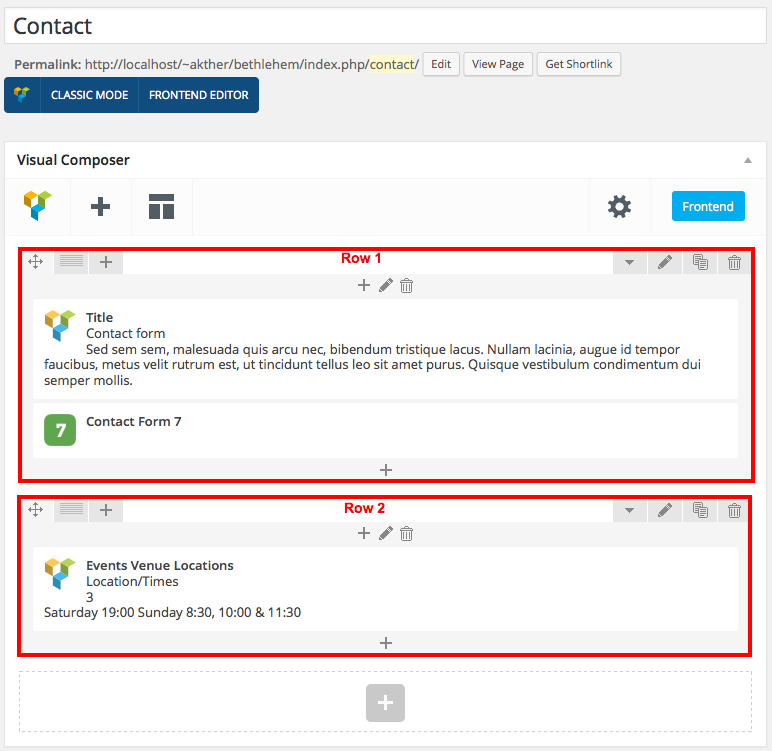 Contact
Permalink: http://localhost/~akther/bethlehem/index.php/contact/ Edit View Page Get Shortlink
CLASSIC MODE FRONTEND EDITOR
Visual Composer
Frontend
Row 1
Title
Contact form
Sed sem sem, malesuada quis arcu nec, bibendum tristique lacus. Nullam lacinia, augue id tempor
faucibus, metus velit rutrum est, ut tincidunt tellus leo sit amet purus. Quisque vestibulum condimentum dui
semper mollis.
7 Contact Form 7
Row 2
Events Venue Locations
Location/Times
3
Saturday 19:00 Sunday 8:30, 10:00 & 11:30